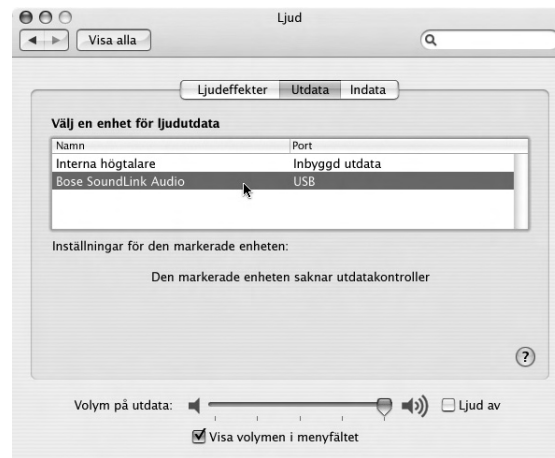 Ljud
Visa alla
Ljudeffekter Utdata Indata
Välj en enhet för ljudutdata
Namn Port
Interna högtalare Inbyggd utdata
Bose SoundLink Audio USB
Inställningar för den markerade enheten:
Den markerade enheten saknar utdatakontroller
?
Volym på utdata: Ljud av
Visa volymen i menyfältet